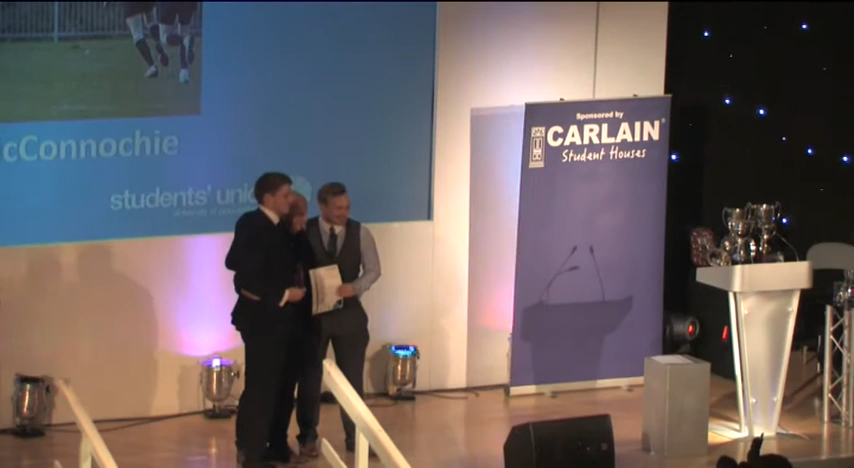 cConnochie
students' union
Sponsored by
CARLAIN®
Student Houses